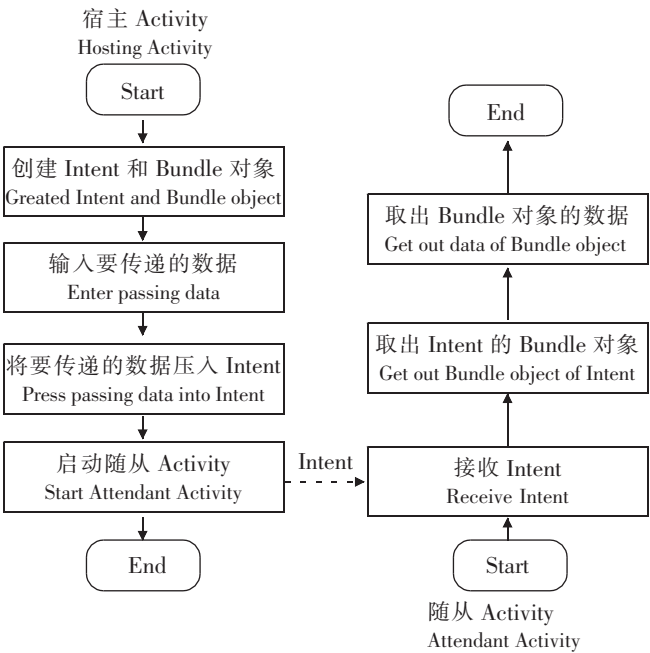 宿主 Activity
Hosting Activity
Start
创建 Intent 和 Bundle 对象
Greated Intent and Bundle object
输入要传递的数据
Enter passing data
将要传递的数据压入 Intent
Press passing data into Intent
启动随从 Activity
Start Attendant Activity
End
Intent
End
取出 Bundle 对象的数据
Get out data of Bundle object
取出 Intent 的 Bundle 对象
Get out Bundle object of Intent
接收 Intent
Receive Intent
Start
随从 Activity
Attendant Activity